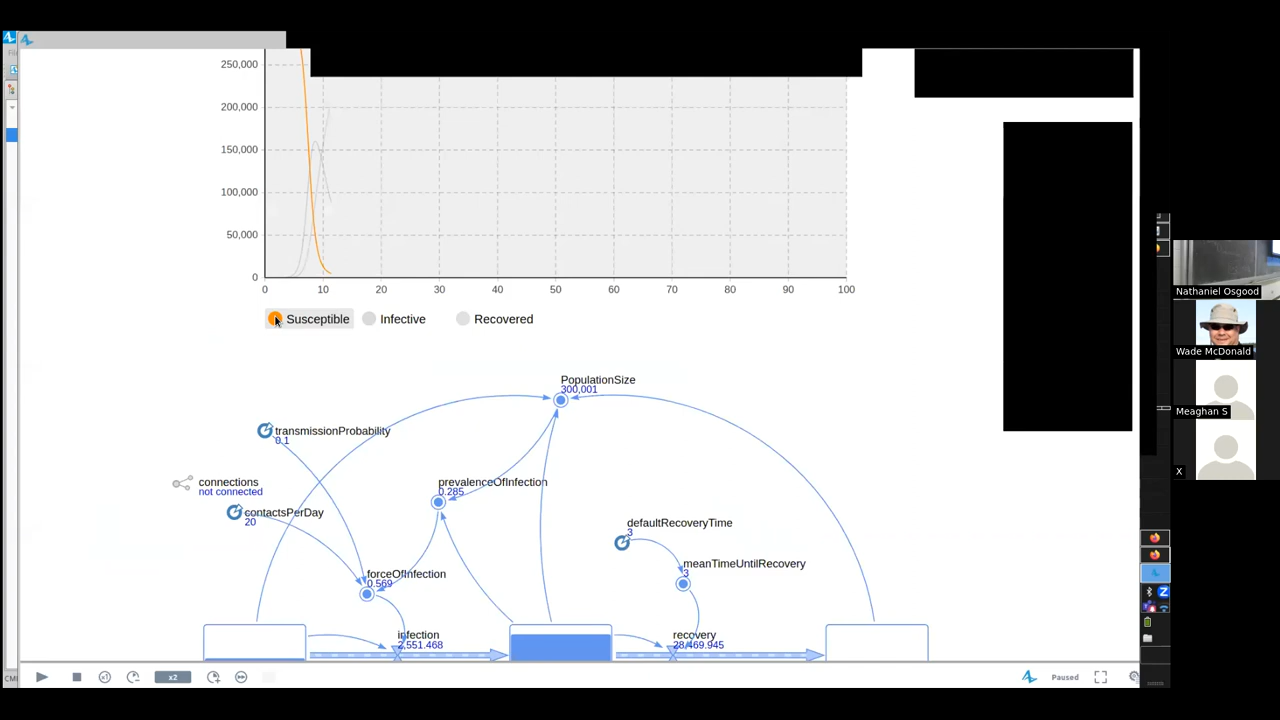 250,000
200,000
150,000
100,000
50,000
0
0 10 20 30 40 50 60 70 80 90 100
Susceptible Infective Recovered
PopulationSize
300,001
transmissionProbability
0.1
connections
not connected
prevalenceOfInfection
0.285
contactsPerDay
20
defaultRecoveryTime
3
meanTimeUntilRecovery
3
forceOfInfection
0.569
infection
2,551.468
recovery
28,469.945
x1 x2
Paused
Nathaniel Osgood
Wade McDonald
Meaghan S
X